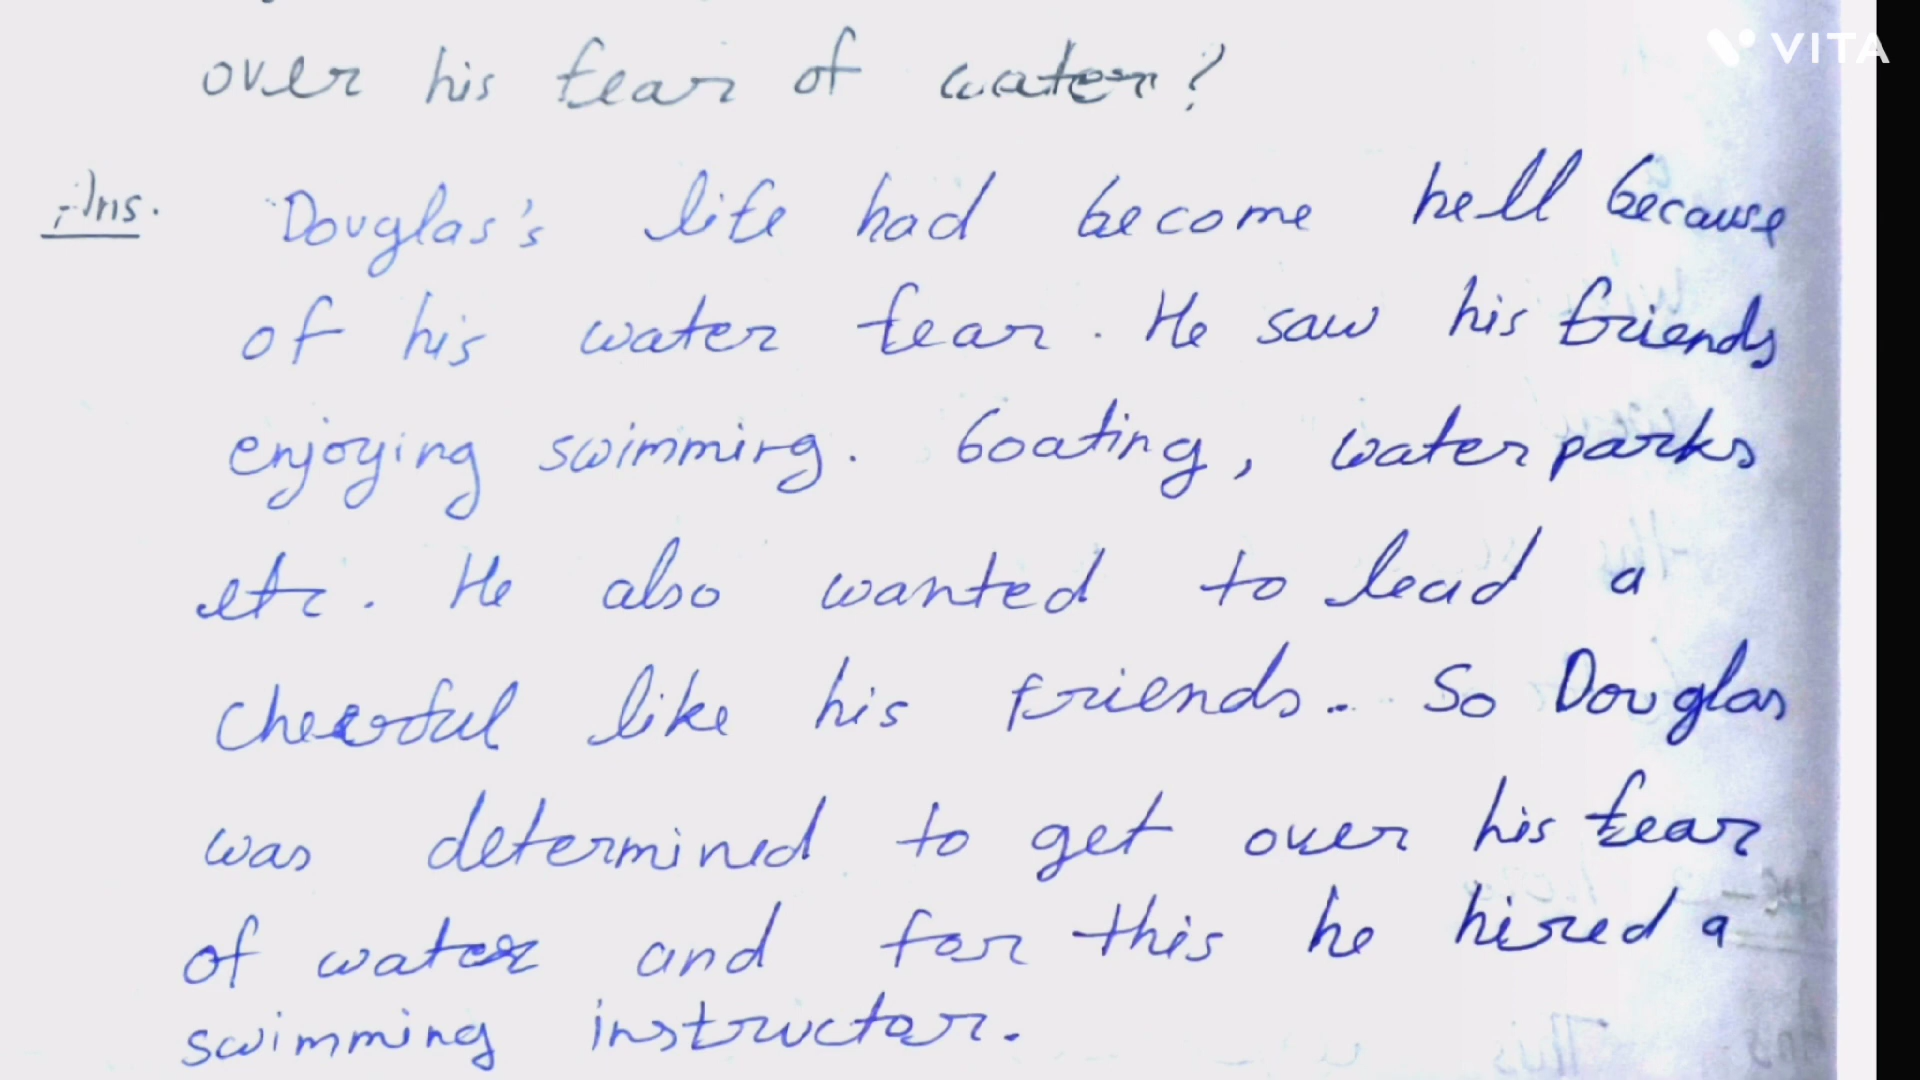 over his fear of water?
VITA
Ans. Douglas's life had become hell because
of his water fear. He saw his friends
enjoying swimming. boating, water parks
etc. He also wanted to lead a
cheerful like his friends. So Douglas
was determined to get over his fear
of water and for this he hired a
swimming instructor.